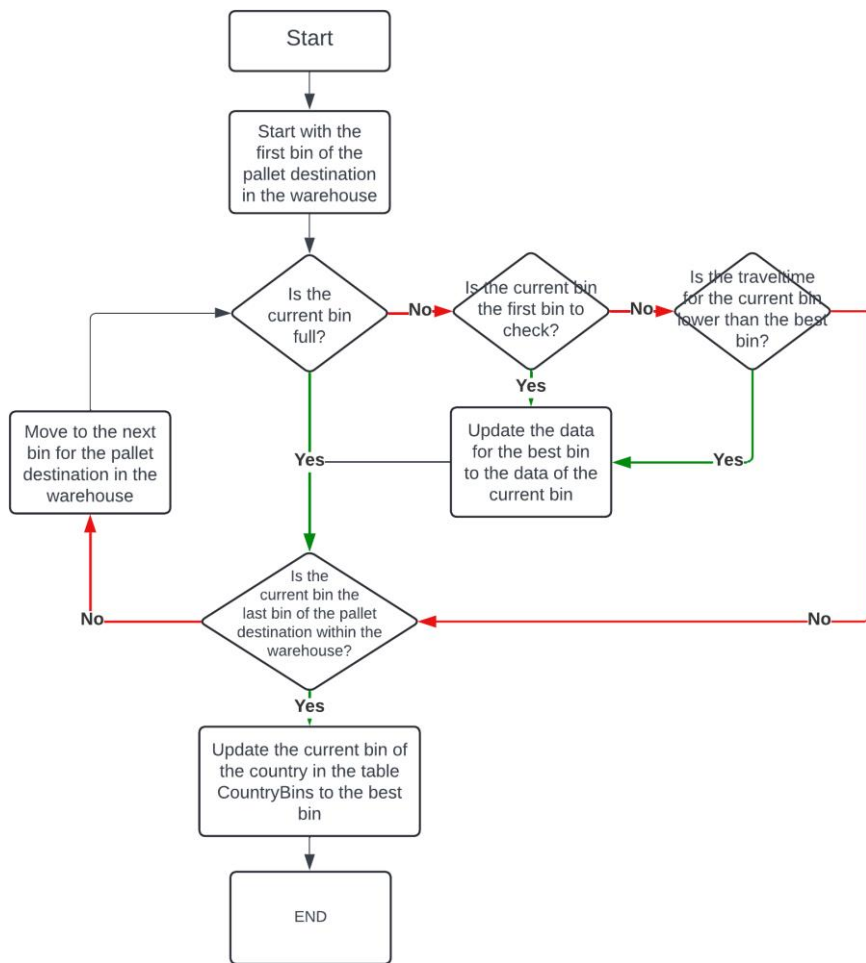 Start
Start with the
first bin of the
pallet destination
in the warehouse
Is the
current bin
full?
No
Is the current bin
the first bin to
check?
No
Is the traveltime
for the current bin
lower than the best
bin?
Yes
Yes
Move to the next
bin for the pallet
destination in the
warehouse
Yes
Update the data
for the best bin
to the data of the
current bin
Is the
current bin the
last bin of the pallet
destination within the
warehouse?
No
No
Yes
Update the current bin of
the country in the table
CountryBins to the best
bin
END